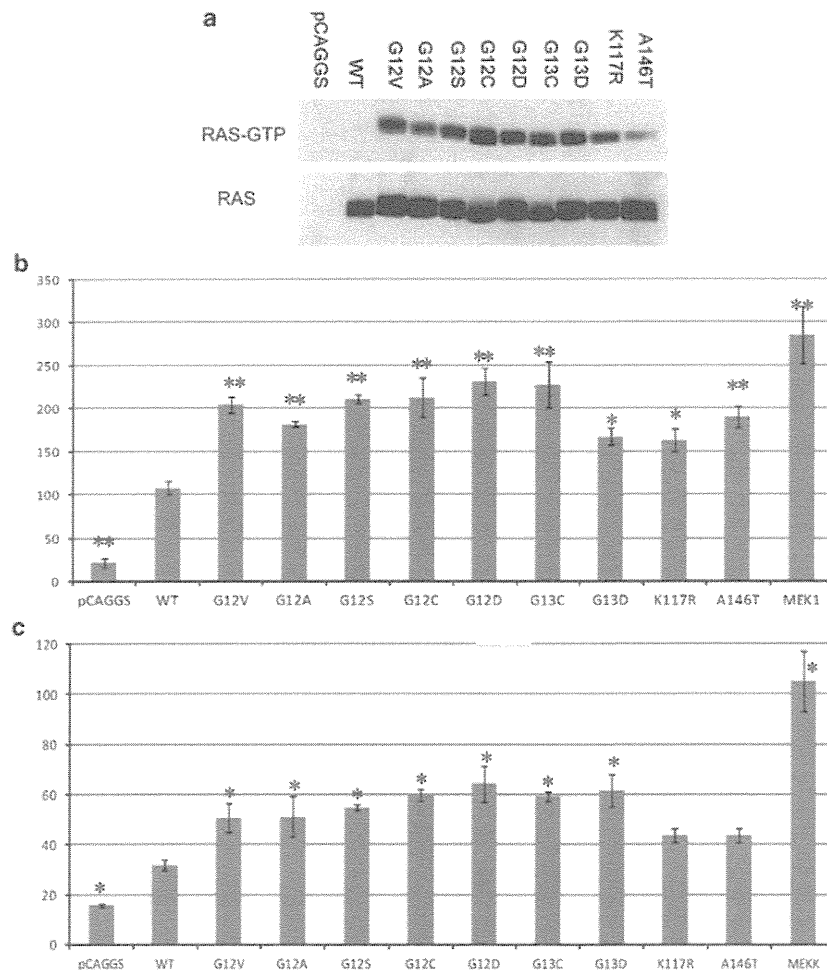 a
pCAGGS WT G12V G12A G12S G12C G12D G13C G13D K117R A146T
RAS-GTP
RAS
b
350
300
250
200
150
100
50
0
** ** ** ** ** ** ** * * ** **
pCAGGS WT G12V G12A G12S G12C G12D G13C G13D K117R A146T MEK1
c
120
100
80
60
40
20
0
* * * * * * * * *
pCAGGS WT G12V G12A G12S G12C G12D G13C G13D K117R A146T MEKK